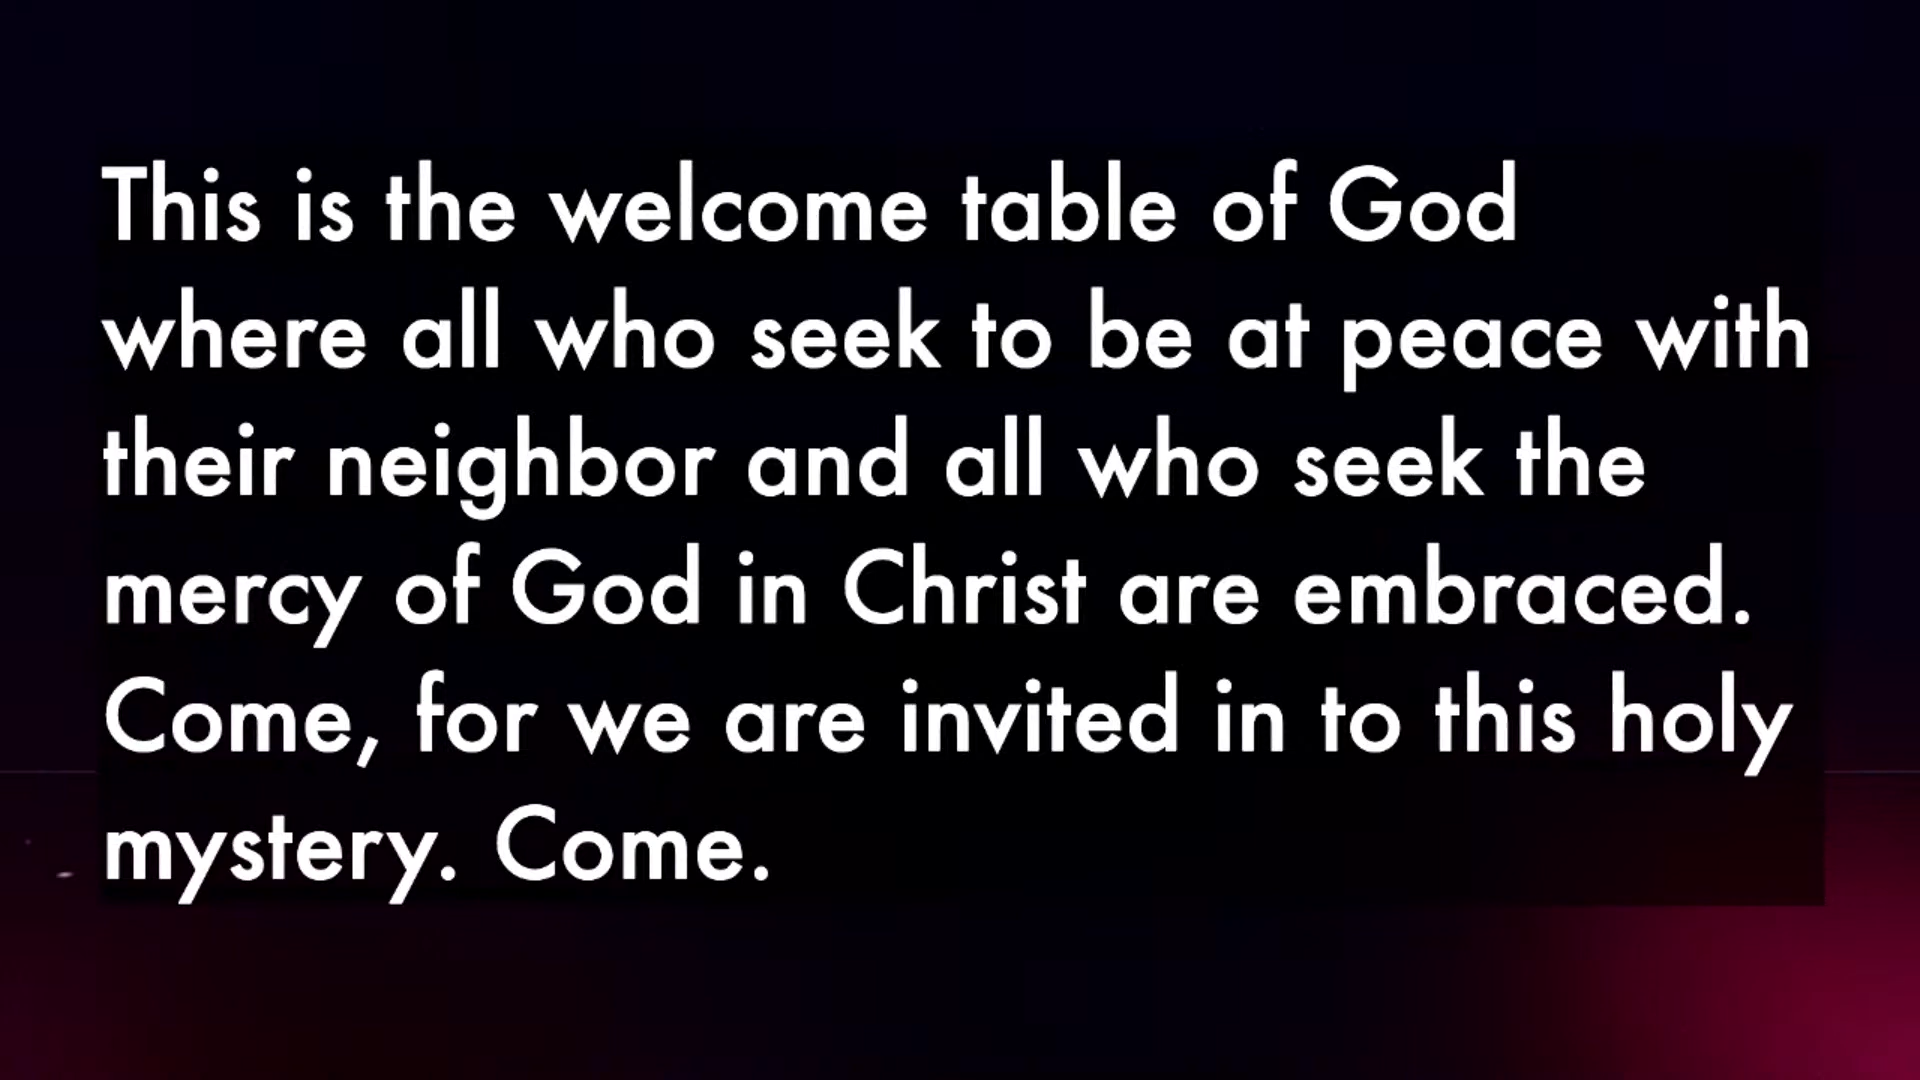 This is the welcome table of God
where all who seek to be at peace with
their neighbor and all who seek the
mercy of God in Christ are embraced.
Come, for we are invited in to this holy
mystery. Come.